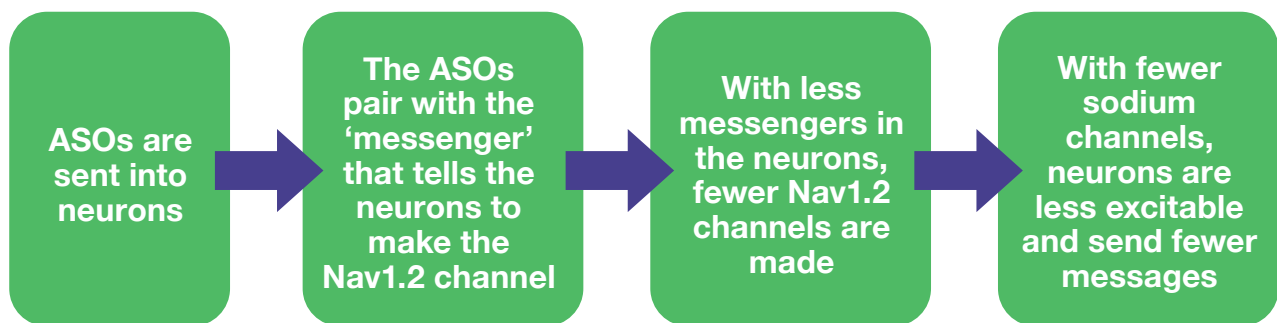 ASOs are
sent into
neurons
The ASOs
pair with the
‘messenger’
that tells the
neurons to
make the
Nav1.2 channel
With less
messengers in
the neurons,
fewer Nav1.2
channels are
made
With fewer
sodium
channels,
neurons are
less excitable
and send fewer
messages